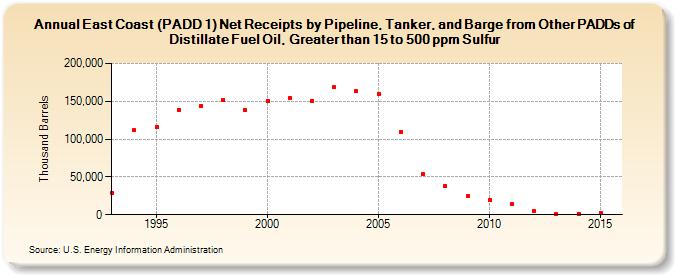 Annual East Coast (PADD 1) Net Receipts by Pipeline, Tanker, and Barge from Other PADDs of
Distillate Fuel Oil, Greater than 15 to 500 ppm Sulfur
Thousand Barrels
200,000
150,000
100,000
50,000
0
1995
2000
2005
2010
2015
Source: U.S. Energy Information Administration